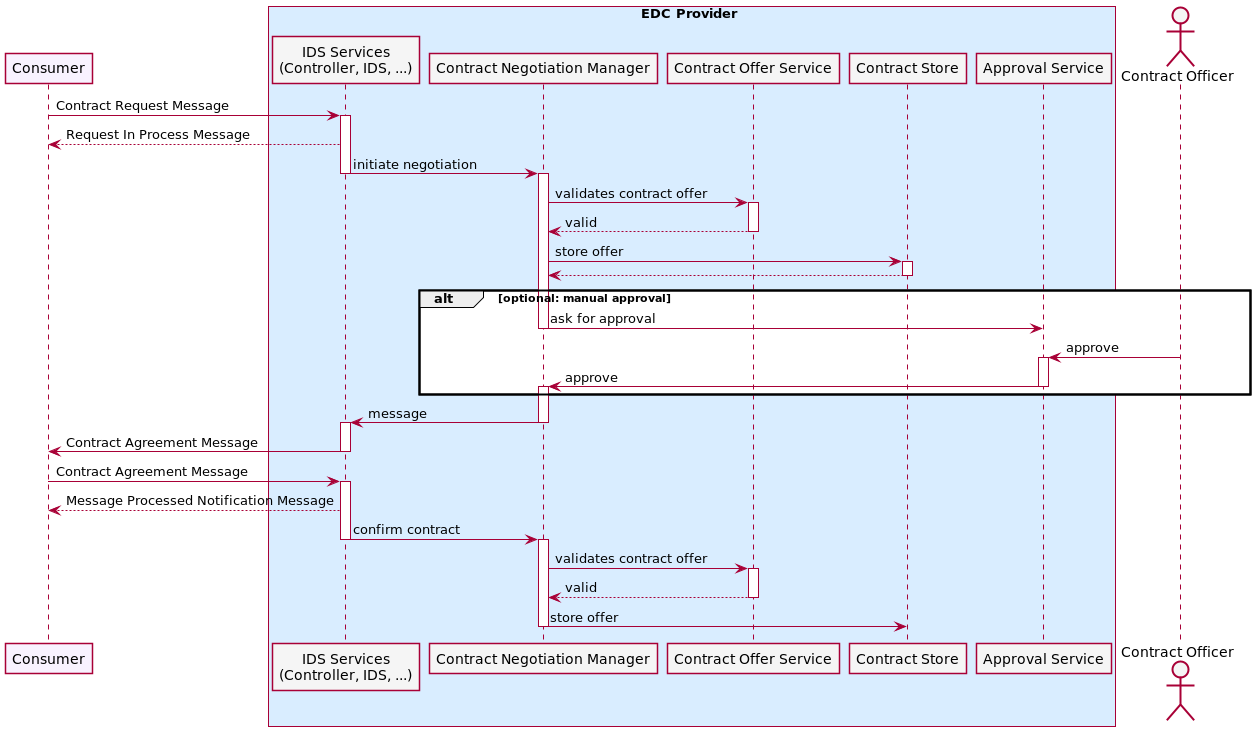 EDC Provider
Consumer
IDS Services
(Controller, IDS, ...)
Contract Negotiation Manager
Contract Offer Service
Contract Store
Approval Service
Contract Officer
Contract Request Message
Request In Process Message
initiate negotiation
validates contract offer
valid
store offer
alt
[optional: manual approval]
ask for approval
approve
approve
message
Contract Agreement Message
Contract Agreement Message
Message Processed Notification Message
confirm contract
validates contract offer
valid
store offer
Consumer
IDS Services
(Controller, IDS, ...)
Contract Negotiation Manager
Contract Offer Service
Contract Store
Approval Service
Contract Officer